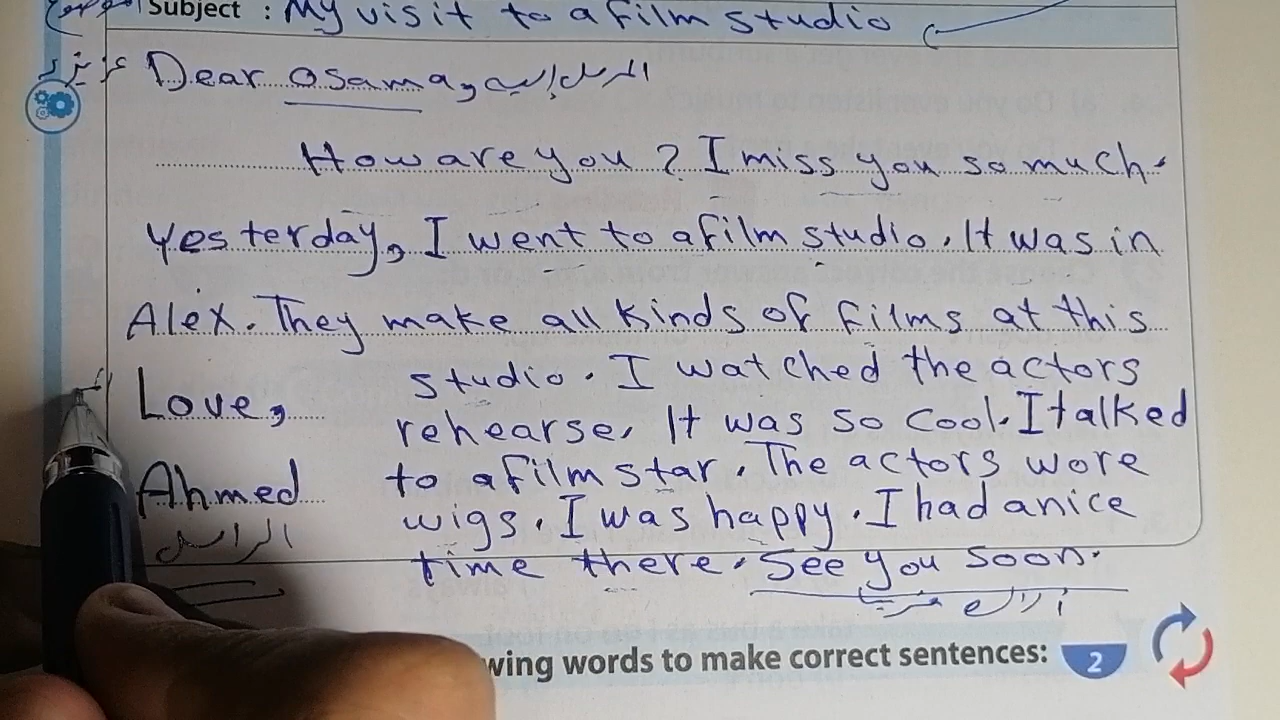 Subject : My visit to a film studio
عزيزى Dear Osama, المرسل إليه
How are you ? I miss you so much.
Yesterday, I went to a film studio. It was in
Alex. They make all kinds of films at this
studio. I watched the actors
rehearse. It was so cool. I talked
to a film star. The actors wore
wigs. I was happy. I had a nice
time there. See you soon.
Love,
Ahmed
الراسل
wing words to make correct sentences: 2